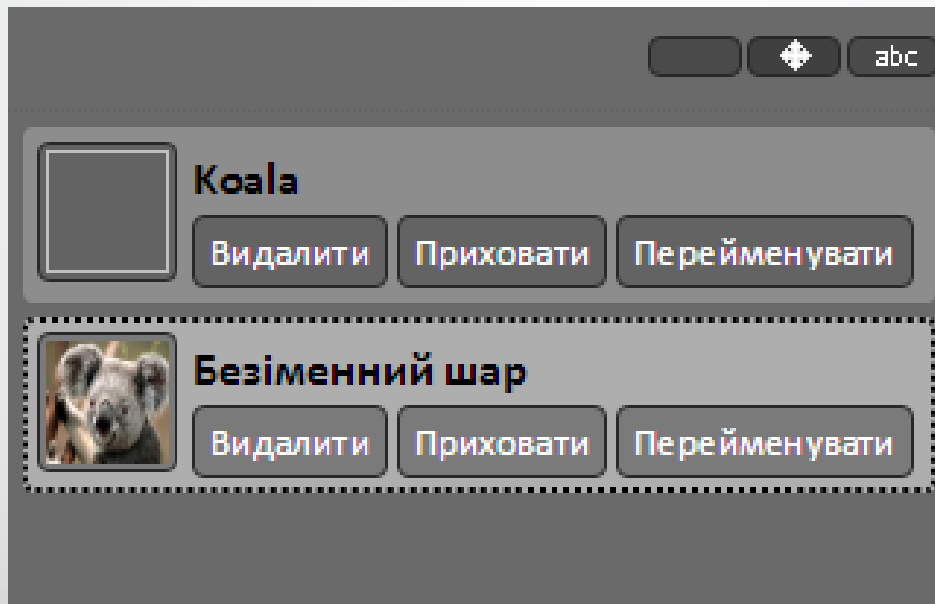 abc
Koala
Видалити Приховати Перейменувати
Безіменний шар
Видалити Приховати Перейменувати